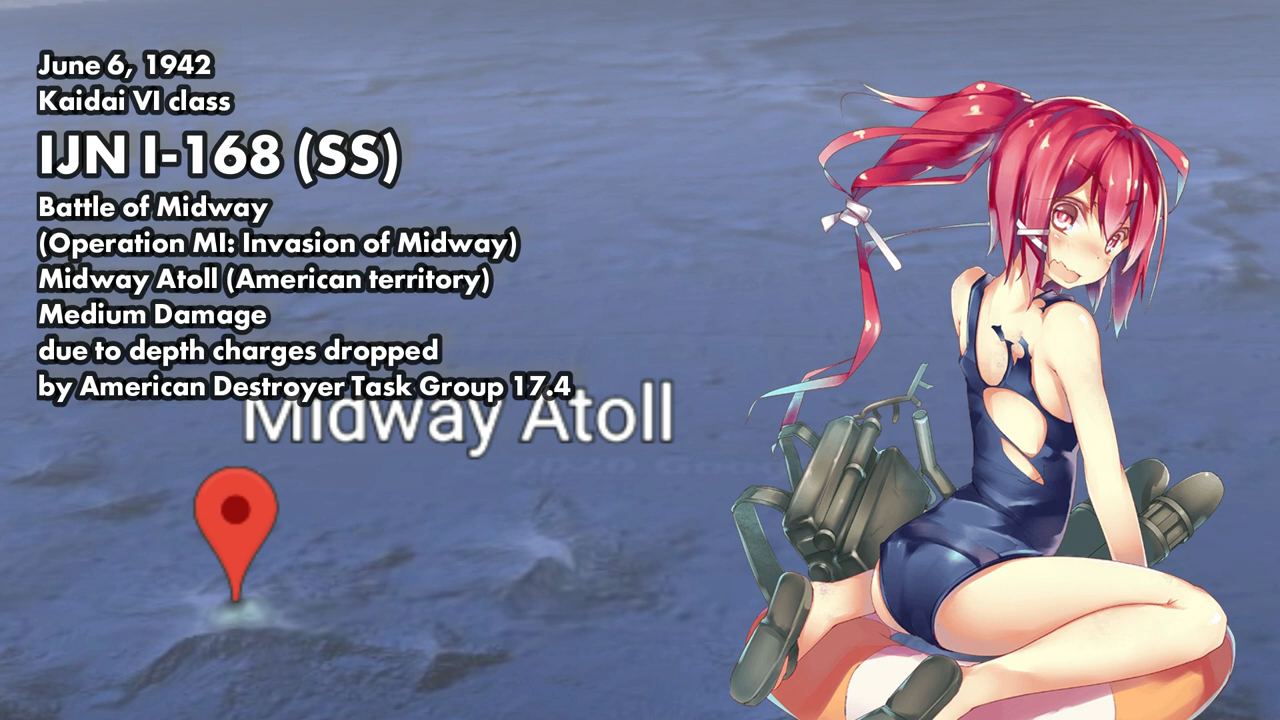 June 6, 1942
Kaidai VI class
IJN I-168 (SS)
Battle of Midway
(Operation MI: Invasion of Midway)
Midway Atoll (American territory)
Medium Damage
due to depth charges dropped
by American Destroyer Task Group 17.4
Midway Atoll